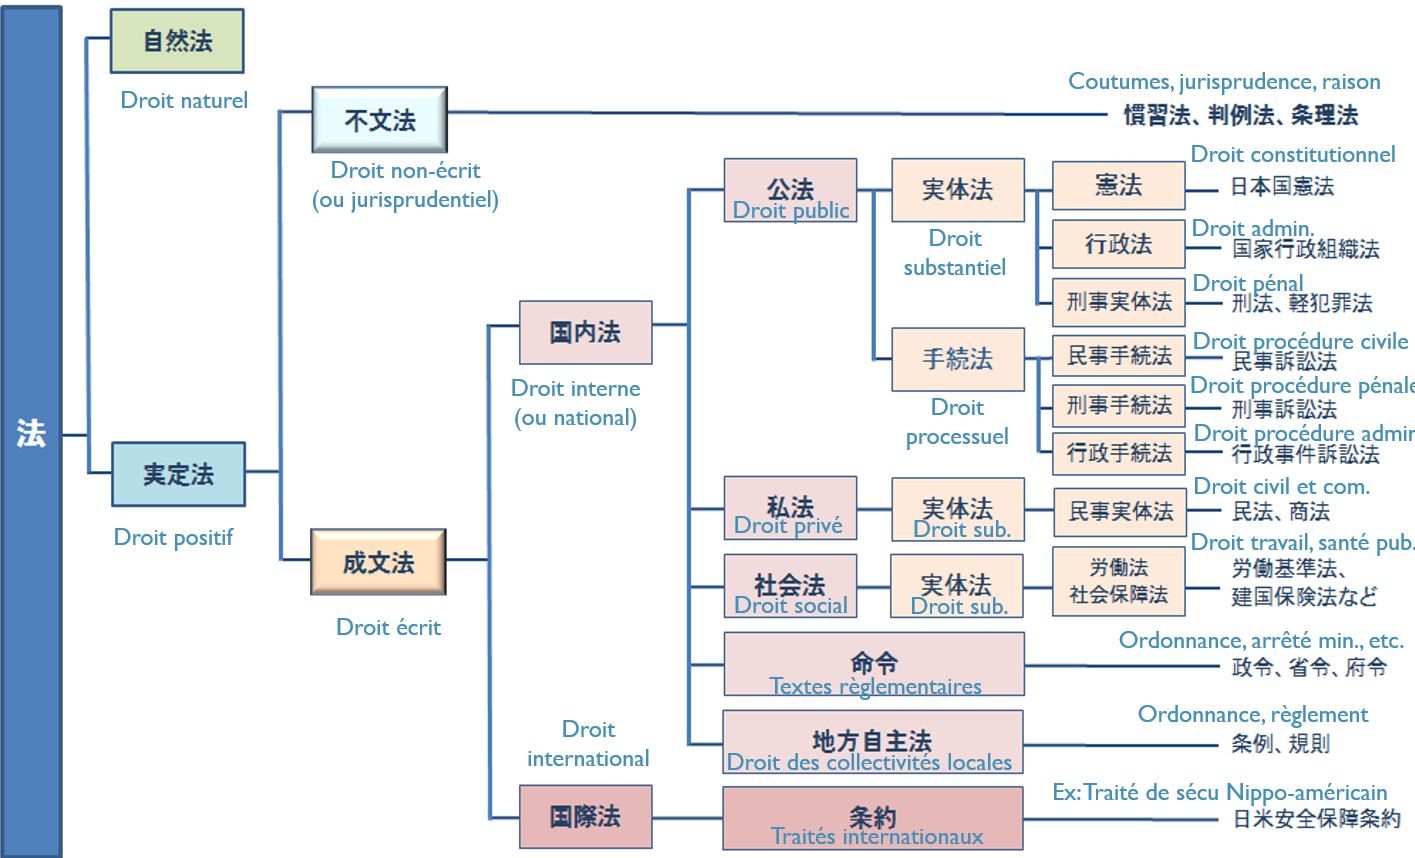 法
自然法
Droit naturel
実定法
Droit positif
不文法
Droit non-écrit
(ou jurisprudentiel)
Coutumes, jurisprudence, raison
慣習法、判例法、条理法
成文法
Droit écrit
国内法
Droit interne
(ou national)
公法
Droit public
実体法
Droit
substantiel
憲法
Droit constitutionnel
日本国憲法
行政法
Droit admin.
国家行政組織法
刑事実体法
Droit pénal
刑法、軽犯罪法
手続法
Droit
processuel
民事手続法
Droit procédure civile
民事訴訟法
刑事手続法
Droit procédure pénale
刑事訴訟法
行政手続法
Droit procédure admin
行政事件訴訟法
私法
Droit privé
実体法
Droit sub.
民事実体法
Droit civil et com.
民法、商法
社会法
Droit social
実体法
Droit sub.
労働法
社会保障法
Droit travail, santé pub.
労働基準法、
建国保険法など
命令
Textes règlementaires
Ordonnance, arrêté min., etc.
政令、省令、府令
地方自主法
Droit des collectivités locales
Ordonnance, règlement
条例、規則
Droit
international
国際法
条約
Traités internationaux
Ex: Traité de sécu Nippo-américain
日米安全保障条約